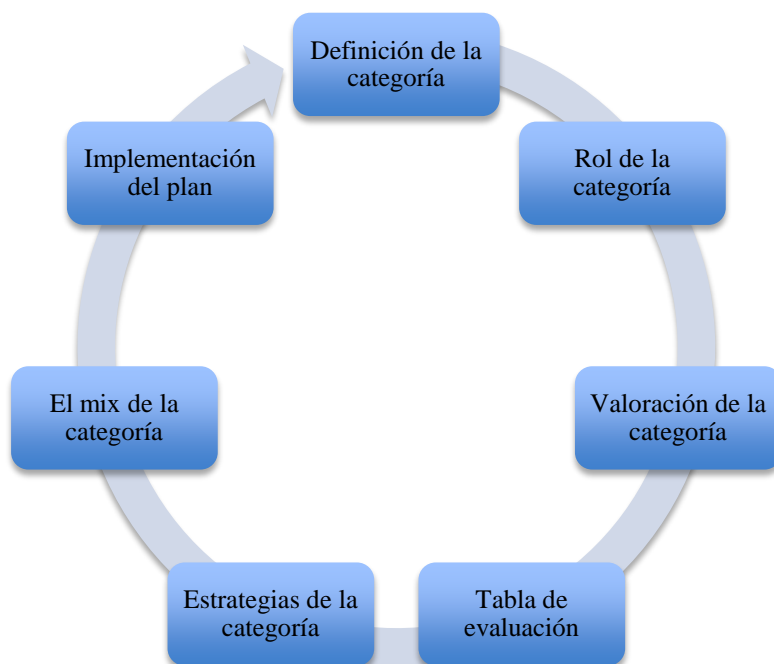 Definición de la
categoría
Rol de la
categoría
Valoración de la
categoría
Tabla de
evaluación
Estrategias de la
categoría
El mix de la
categoría
Implementación
del plan